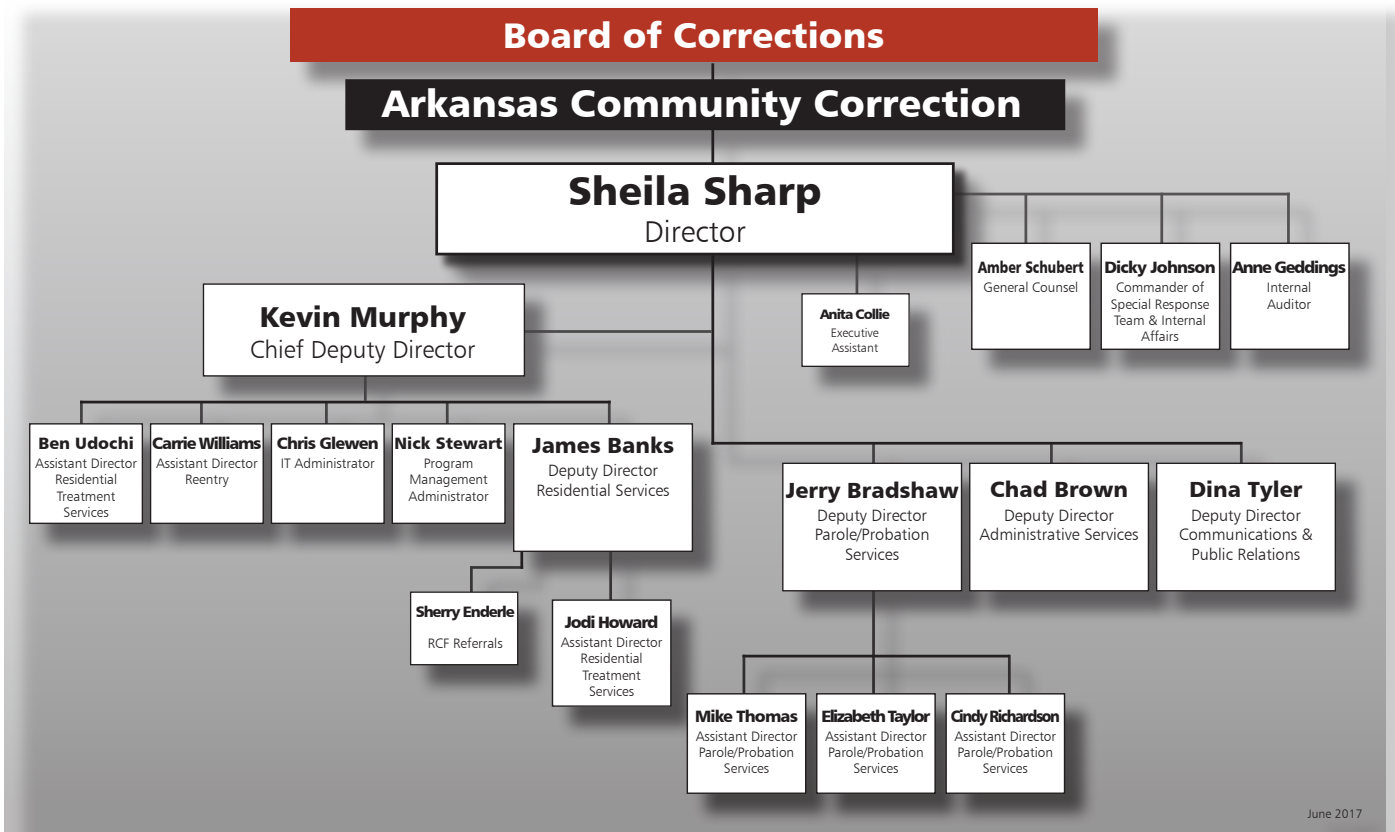 Board of Corrections
Arkansas Community Correction
Sheila Sharp
Director
Amber Schubert
General Counsel
Dicky Johnson
Commander of
Special Response
Team & Internal
Affairs
Anne Geddings
Internal
Auditor
Anita Collie
Executive
Assistant
Kevin Murphy
Chief Deputy Director
Ben Udochi
Assistant Director
Residential
Treatment
Services
Carrie Williams
Assistant Director
Reentry
Chris Glewen
IT Administrator
Nick Stewart
Program
Management
Administrator
James Banks
Deputy Director
Residential Services
Jerry Bradshaw
Deputy Director
Parole/Probation
Services
Chad Brown
Deputy Director
Administrative Services
Dina Tyler
Deputy Director
Communications &
Public Relations
Sherry Enderle
RCF Referrals
Jodi Howard
Assistant Director
Residential
Treatment
Services
Mike Thomas
Assistant Director
Parole/Probation
Services
Elizabeth Taylor
Assistant Director
Parole/Probation
Services
Cindy Richardson
Assistant Director
Parole/Probation
Services
June 2017